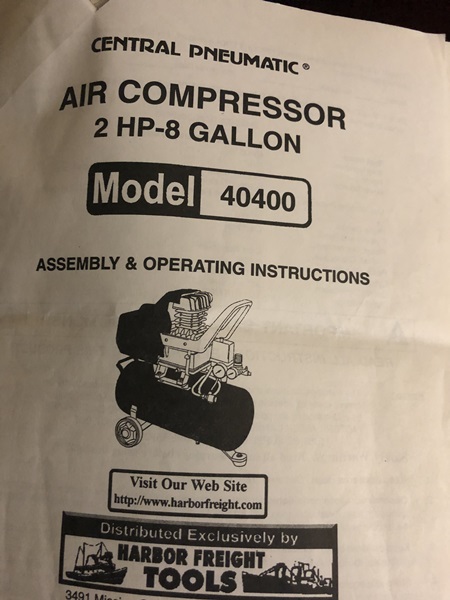 CENTRAL PNEUMATIC®
AIR COMPRESSOR
2 HP-8 GALLON
Model 40400
ASSEMBLY & OPERATING INSTRUCTIONS
Visit Our Web Site
http://www.harborfreight.com
Distributed Exclusively by
HARBOR FREIGHT
TOOLS
3491